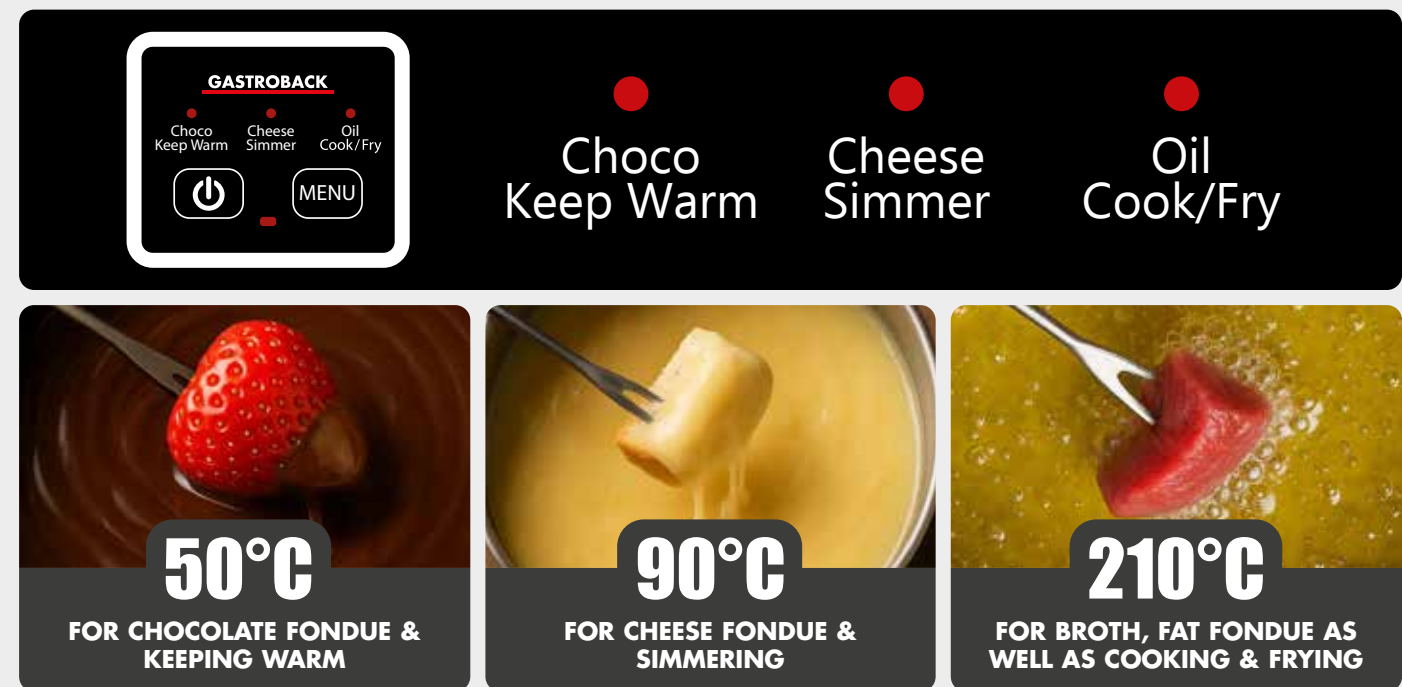 GASTROBACK
Choco
Keep Warm
Cheese
Simmer
Oil
Cook/Fry
MENU
Choco
Keep Warm
Cheese
Simmer
Oil
Cook/Fry
50°C
FOR CHOCOLATE FONDUE &
KEEPING WARM
90°C
FOR CHEESE FONDUE &
SIMMERING
210°C
FOR BROTH, FAT FONDUE AS
WELL AS COOKING & FRYING